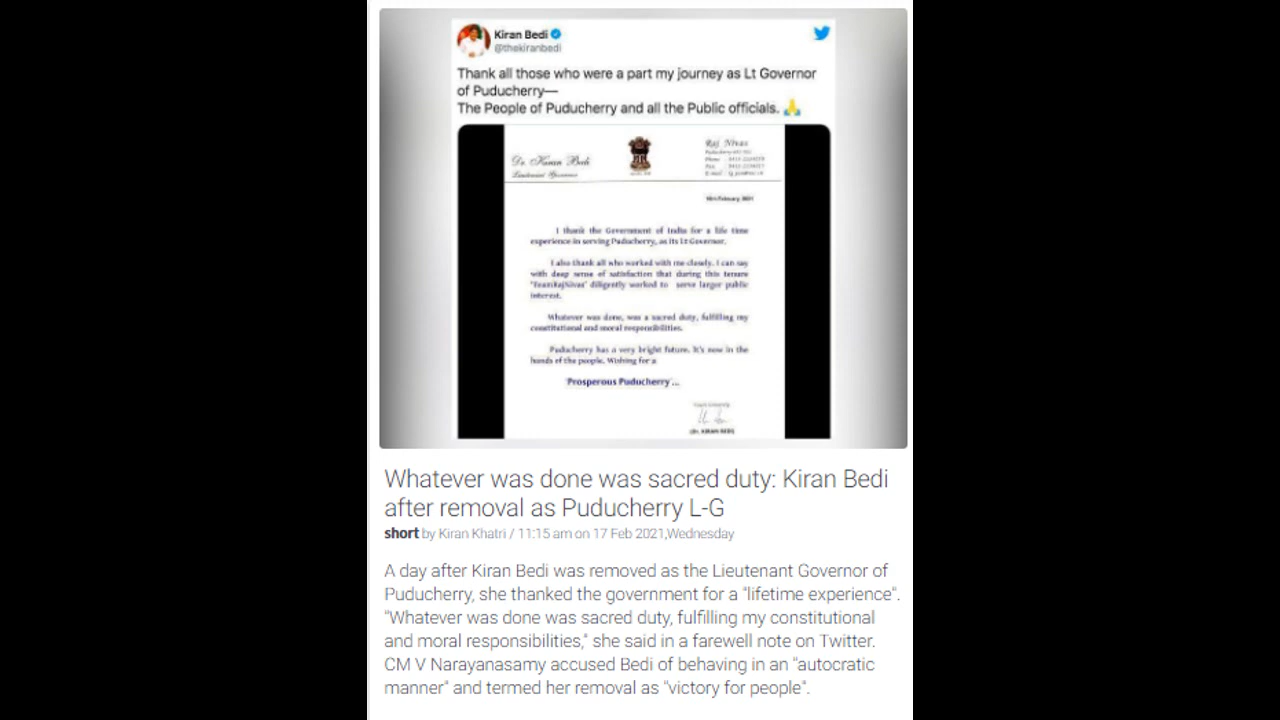 Kiran Bedi
@thekiranbedi
Thank all those who were a part my journey as Lt Governor
of Puducherry—
The People of Puducherry and all the Public officials. 🙏
Dr. Kiran Bedi
Lieutenant Governor
Raj Nivas
I thank the Government of India for a life time
experience in serving Puducherry, as its Lt Governor.
I also thank all who worked with me closely. I can say
with deep sense of satisfaction that during this tenure
"TeamRajNivas" diligently worked to serve larger public
interest.
Whatever was done, was a sacred duty, fulfilling my
constitutional and moral responsibilities.
Puducherry has a very bright future. It's now in the
hands of the people. Wishing for a
'Prosperous Puducherry'...
(Dr. KIRAN BEDI)
Whatever was done was sacred duty: Kiran Bedi
after removal as Puducherry L-G
short by Kiran Khatri / 11:15 am on 17 Feb 2021,Wednesday
A day after Kiran Bedi was removed as the Lieutenant Governor of
Puducherry, she thanked the government for a "lifetime experience".
"Whatever was done was sacred duty, fulfilling my constitutional
and moral responsibilities," she said in a farewell note on Twitter.
CM V Narayanasamy accused Bedi of behaving in an "autocratic
manner" and termed her removal as "victory for people".